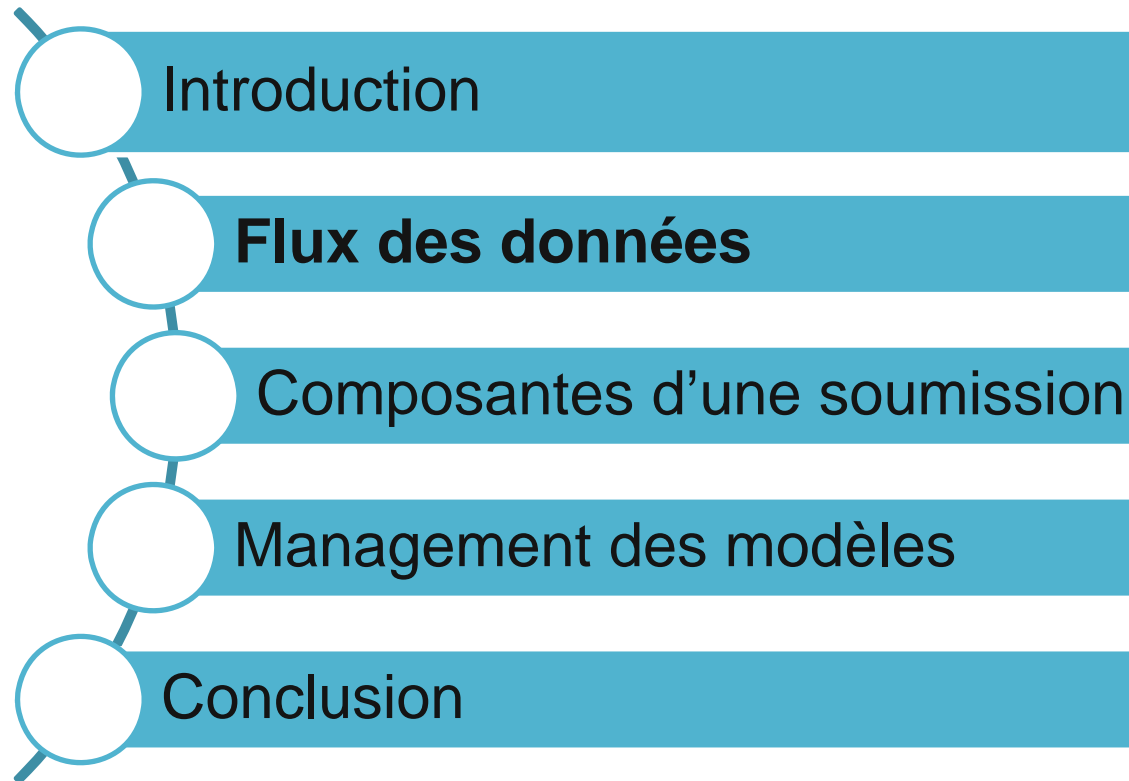 Introduction
Flux des données
Composantes d’une soumission
Management des modèles
Conclusion